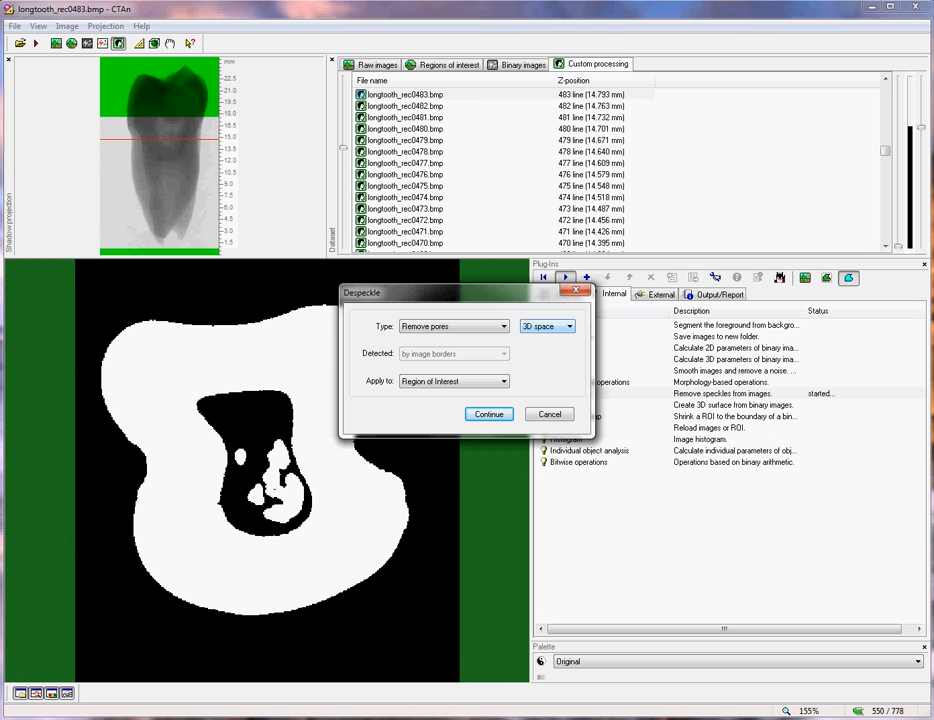 longtooth_rec0483.bmp - CTAn
File View Image Projection Help
mm
22.5
21.0
19.5
18.0
16.5
15.0
13.5
12.0
10.5
9.0
7.5
6.0
4.5
3.0
1.5
Shadow projection
Dataset
Raw images Regions of interest Binary images Custom processing
File name Z-position
longtooth_rec0483.bmp 483 line (14.793 mm)
longtooth_rec0482.bmp 482 line (14.763 mm)
longtooth_rec0481.bmp 481 line (14.732 mm)
longtooth_rec0480.bmp 480 line (14.701 mm)
longtooth_rec0479.bmp 479 line (14.671 mm)
longtooth_rec0478.bmp 478 line (14.640 mm)
longtooth_rec0477.bmp 477 line (14.609 mm)
longtooth_rec0476.bmp 476 line (14.579 mm)
longtooth_rec0475.bmp 475 line (14.548 mm)
longtooth_rec0474.bmp 474 line (14.518 mm)
longtooth_rec0473.bmp 473 line (14.487 mm)
longtooth_rec0472.bmp 472 line (14.456 mm)
longtooth_rec0471.bmp 471 line (14.426 mm)
longtooth_rec0470.bmp 470 line (14.395 mm)
Plug-Ins
Internal External Output/Report
Description Status
Segment the foreground from backgro...
Save images to new folder.
Calculate 2D parameters of binary ima...
Calculate 3D parameters of binary ima...
Smooth images and remove a noise. ...
operations Morphology-based operations.
Remove speckles from images. started...
Create 3D surface from binary images.
Shrink a ROI to the boundary of a bin...
Reload images or ROI.
Histogram Image histogram.
Individual object analysis Calculate individual parameters of obj...
Bitwise operations Operations based on binary arithmetic.
Despeckle
Type: Remove pores 3D space
Detected: by image borders
Apply to: Region of Interest
Continue Cancel
Palette
Original
155% 550 / 778